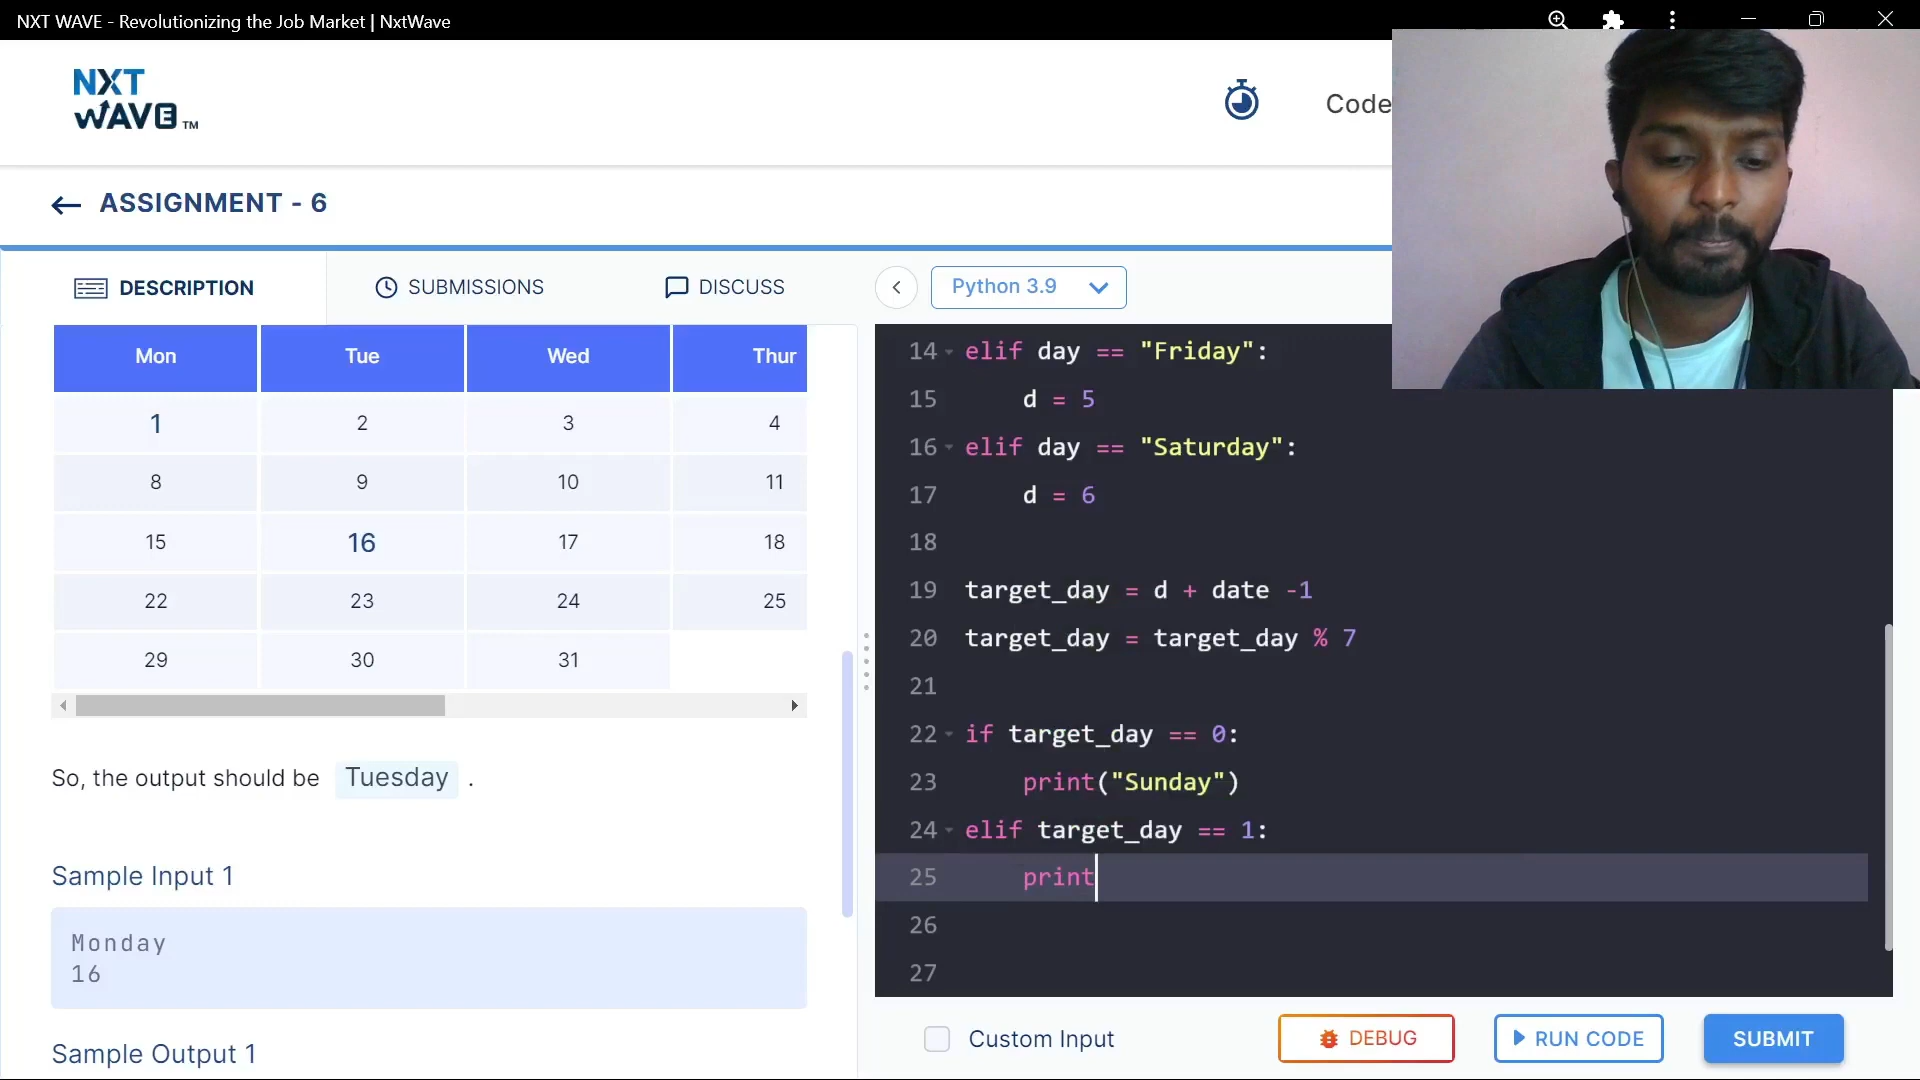 NXT WAVE - Revolutionizing the Job Market | NxtWave
NXT
WAVE TM
Code
ASSIGNMENT - 6
DESCRIPTION
SUBMISSIONS
DISCUSS
Python 3.9
Mon Tue Wed Thur
1 2 3 4
8 9 10 11
15 16 17 18
22 23 24 25
29 30 31
So, the output should be Tuesday .
Sample Input 1
Monday
16
Sample Output 1
14 elif day == "Friday":
15     d = 5
16 elif day == "Saturday":
17     d = 6
18
19 target_day = d + date -1
20 target_day = target_day % 7
21
22 if target_day == 0:
23     print("Sunday")
24 elif target_day == 1:
25     print
26
27
Custom Input
DEBUG
RUN CODE
SUBMIT